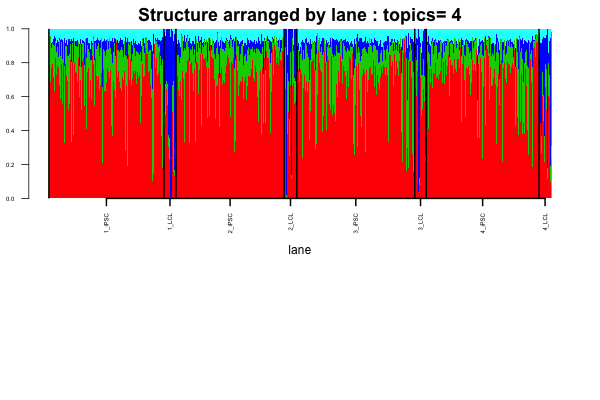 Structure arranged by lane : topics= 4
1.0
0.8
0.6
0.4
0.2
0.0
1_iPSC
1_LCL
2_iPSC
2_LCL
3_iPSC
3_LCL
4_iPSC
4_LCL
lane